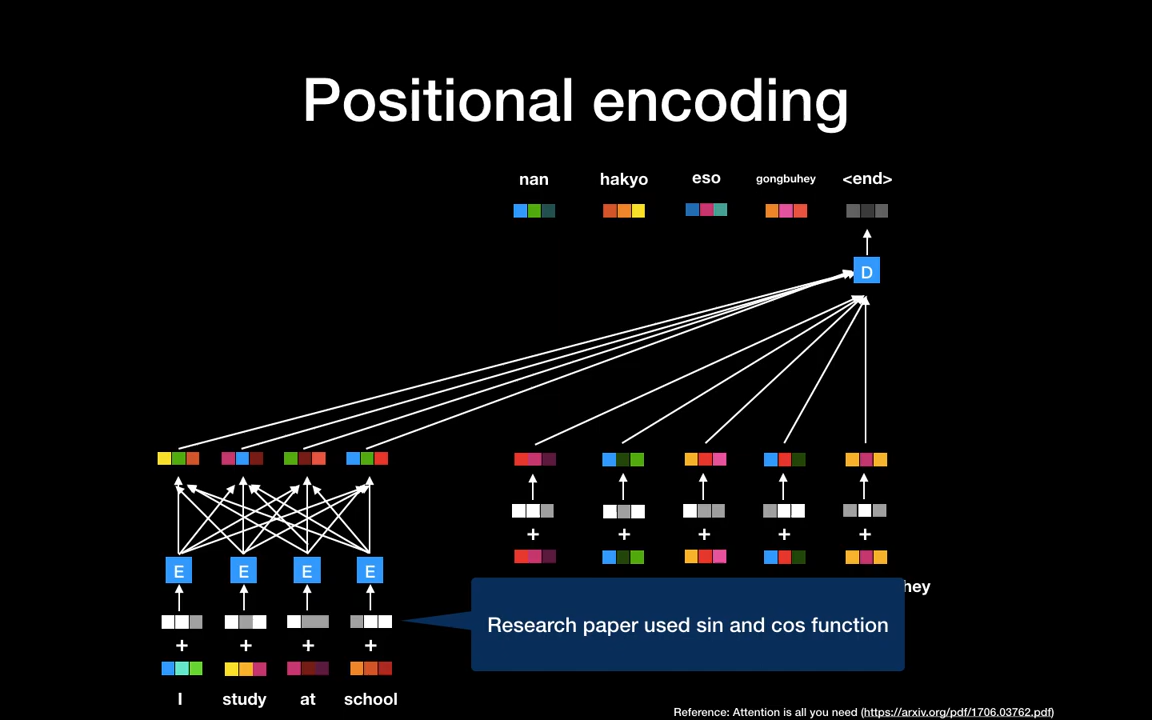 Positional encoding
nan hakyo eso gongbuhey <end>
D
E E E E
+ + + + +
hey
Research paper used sin and cos function
+ + + +
I study at school
Reference: Attention is all you need (https://arxiv.org/pdf/1706.03762.pdf)